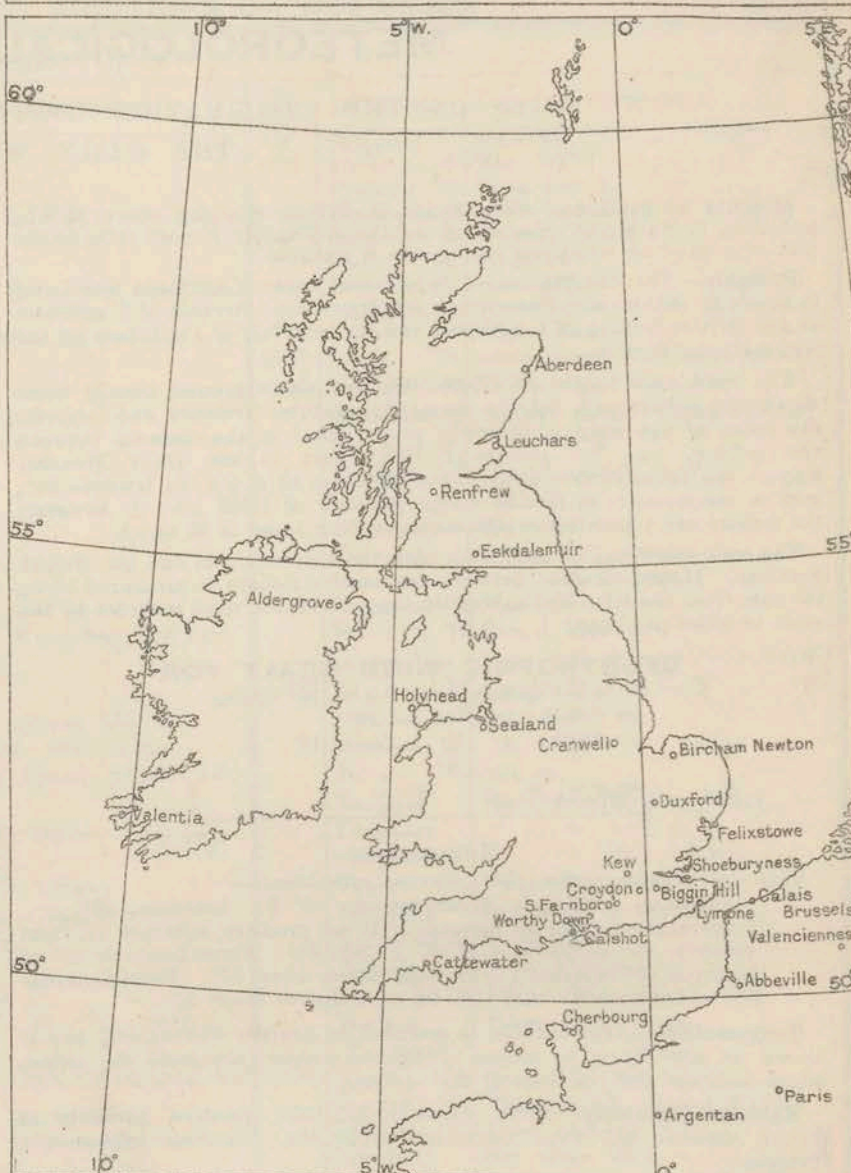 10°
5°W.
0°
5
60°
Aberdeen
Leuchars
Renfrew
55°
55
Eskdalemuir
Aldergrove
Holyhead
Sealand
Cranwell
Bircham Newton
Valentia
Duxford
Felixstowe
Kew
Shoeburyness
Croydon
Biggin Hill
Calais
S. Farnboro
Lympne
Brussels
Worthy Down
Calshot
Valenciennes
Cattewater
50°
50
Abbeville
Cherbourg
Paris
Argentan
10°
5°W
0°